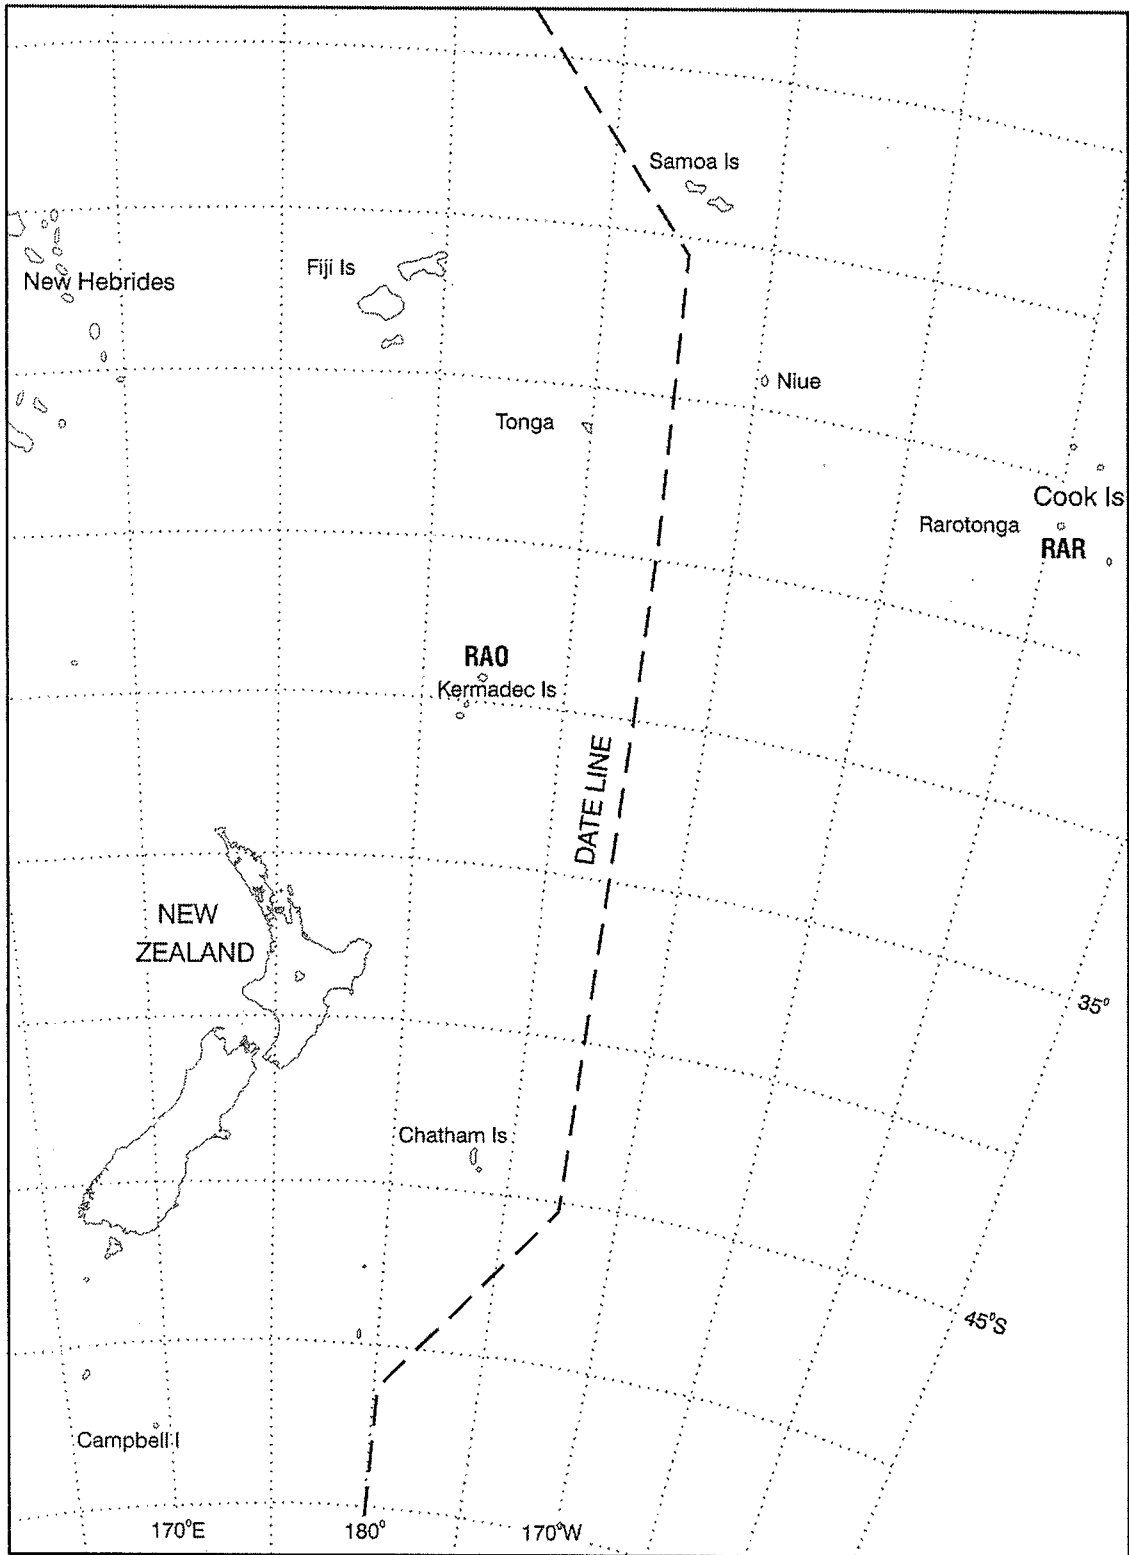 Samoa Is
Fiji Is
New Hebrides
Niue
Tonga
Cook Is
Rarotonga
RAR
RAO
Kermadec Is
DATE LINE
NEW
ZEALAND
35°
Chatham Is
45°S
Campbell I
170°E
180°
170°W